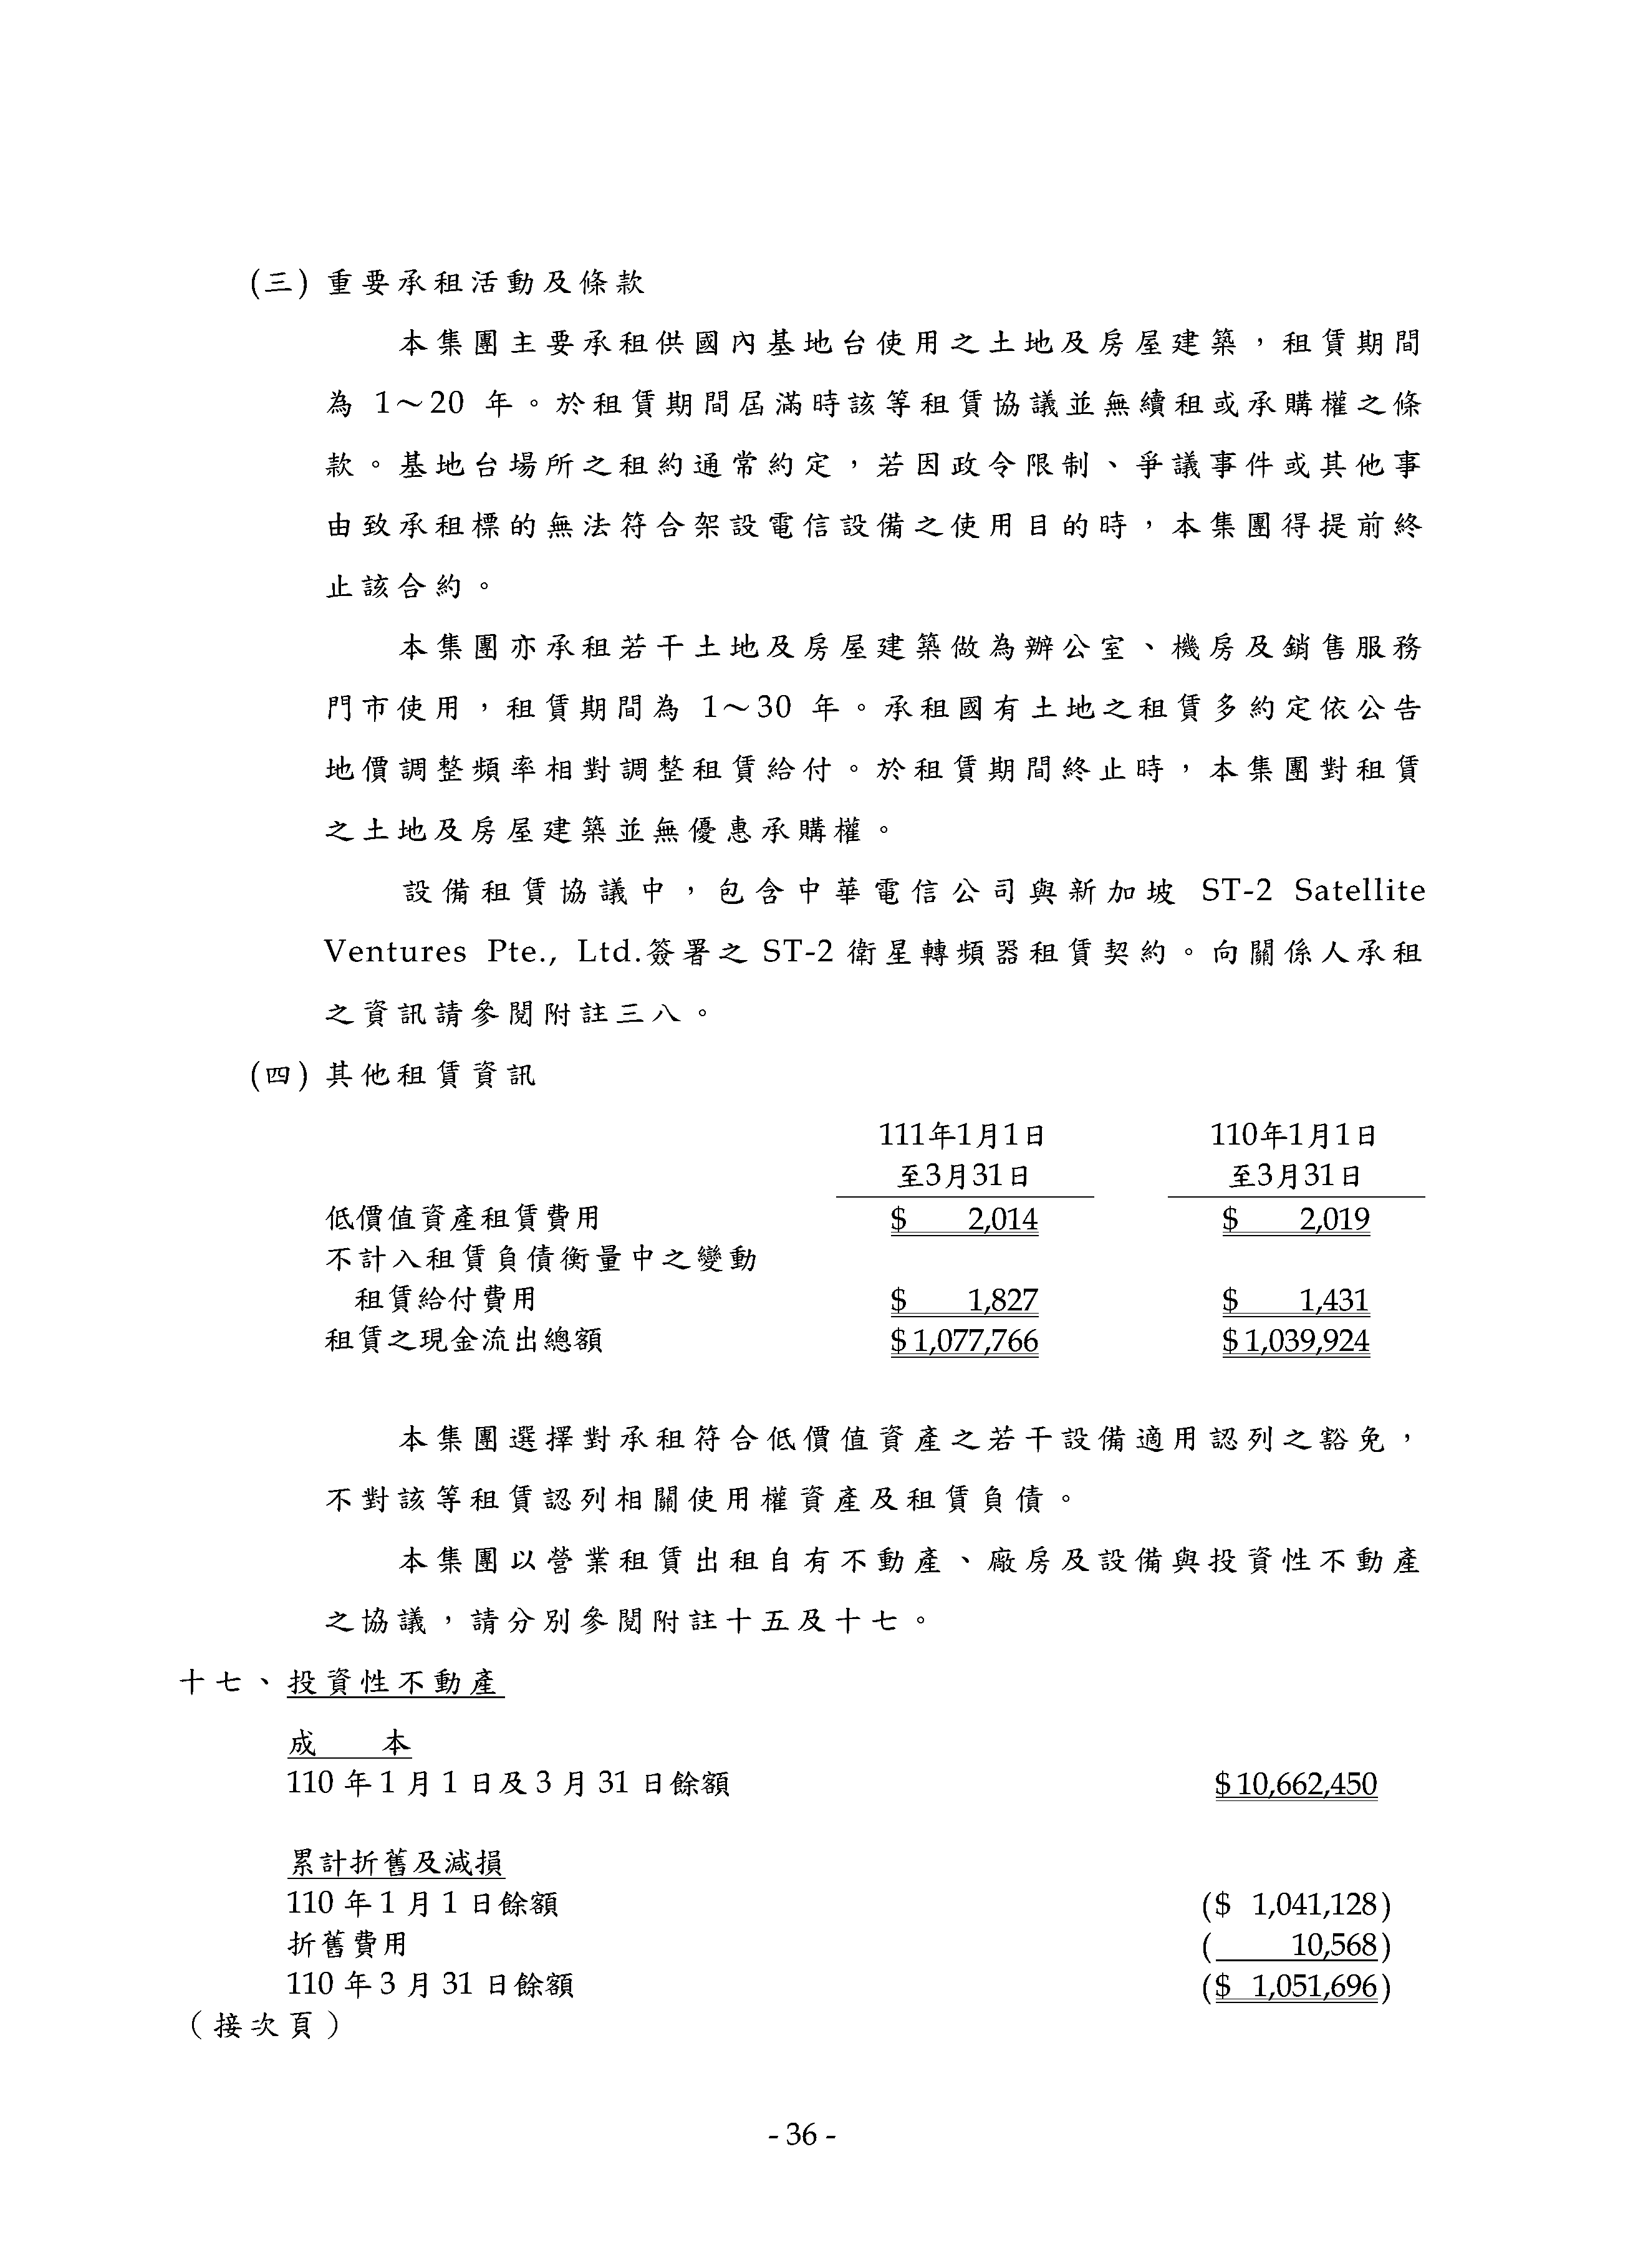 (三) 重要承租活動及條款
本集團主要承租供國內基地台使用之土地及房屋建築，租賃期間
為 1～20 年。於租賃期間屆滿時該等租賃協議並無續租或承購權之條
款。基地台場所之租約通常約定，若因政令限制、爭議事件或其他事
由致承租標的無法符合架設電信設備之使用目的時，本集團得提前終
止該合約。
本集團亦承租若干土地及房屋建築做為辦公室、機房及銷售服務
門市使用，租賃期間為 1～30 年。承租國有土地之租賃多約定依公告
地價調整頻率相對調整租賃給付。於租賃期間終止時，本集團對租賃
之土地及房屋建築並無優惠承購權。
設備租賃協議中，包含中華電信公司與新加坡 ST-2 Satellite
Ventures Pte., Ltd.簽署之 ST-2 衛星轉頻器租賃契約。向關係人承租
之資訊請參閱附註三八。
(四) 其他租賃資訊
111年1月1日 110年1月1日
至3月31日 至3月31日
低價值資產租賃費用 $ 2,014 $ 2,019
不計入租賃負債衡量中之變動
租賃給付費用 $ 1,827 $ 1,431
租賃之現金流出總額 $ 1,077,766 $ 1,039,924
本集團選擇對承租符合低價值資產之若干設備適用認列之豁免，
不對該等租賃認列相關使用權資產及租賃負債。
本集團以營業租賃出租自有不動產、廠房及設備與投資性不動產
之協議，請分別參閱附註十五及十七。
十七、投資性不動產
成 本
110 年 1 月 1 日及 3 月 31 日餘額 $ 10,662,450
累計折舊及減損
110 年 1 月 1 日餘額 ($ 1,041,128)
折舊費用 ( 10,568)
110 年 3 月 31 日餘額 ($ 1,051,696)
（接次頁）
- 36 -